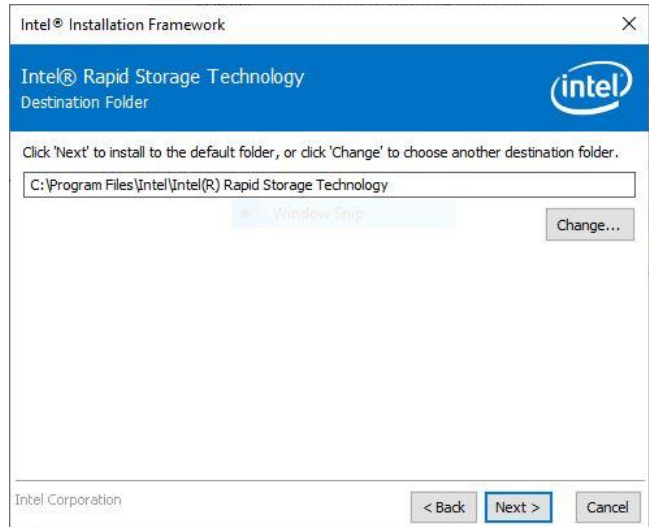 Intel® Installation Framework
Intel® Rapid Storage Technology
Destination Folder
intel
Click 'Next' to install to the default folder, or click 'Change' to choose another destination folder.
C:\Program Files\Intel\Intel(R) Rapid Storage Technology
Window Snip
Change...
Intel Corporation
< Back
Next >
Cancel